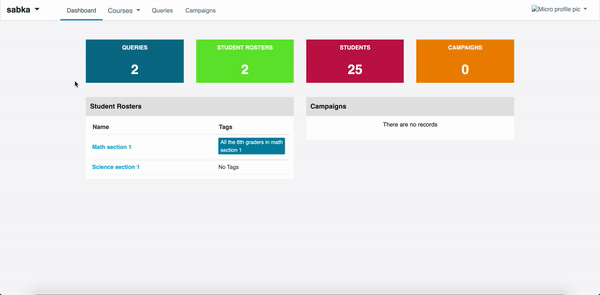 sabka
Dashboard
Courses
Queries
Campaigns
Micro profile pic
QUERIES
2
STUDENT ROSTERS
2
STUDENTS
25
CAMPAIGNS
0
Student Rosters
Name Tags
Math section 1
All the 6th graders in math
section 1
Science section 1
No Tags
Campaigns
There are no records